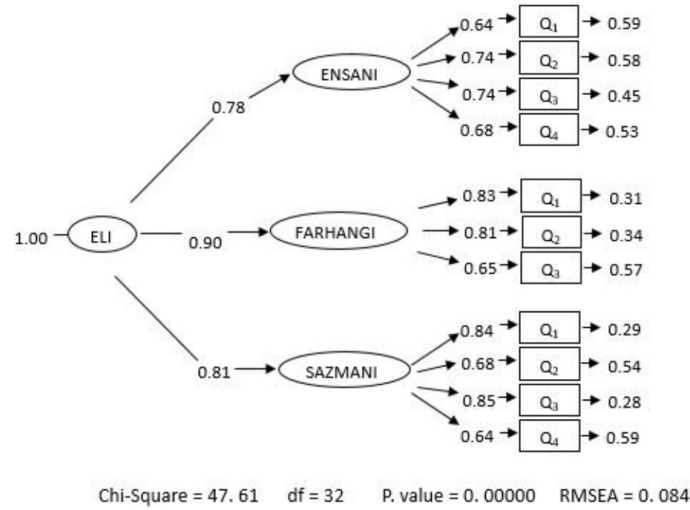 0.64 Q1 0.59
0.74 Q2 0.58
ENSANI
0.74 Q3 0.45
0.78
0.68 Q4 0.53
0.83 Q1 0.31
1.00 ELI 0.90 FARHANGI 0.81 Q2 0.34
0.65 Q3 0.57
0.84 Q1 0.29
0.68 Q2 0.54
0.81 SAZMANI
0.85 Q3 0.28
0.64 Q4 0.59
Chi-Square = 47. 61 df = 32 P. value = 0. 00000 RMSEA = 0. 084